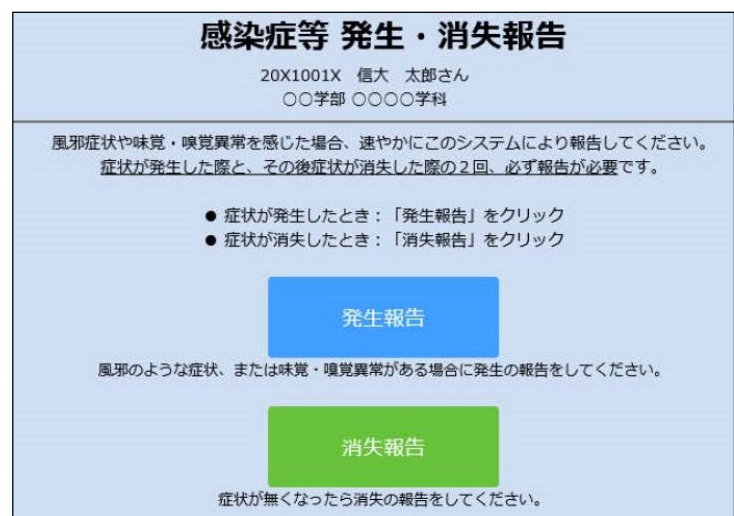 感染症等 発生・消失報告
20X1001X 信大 太郎さん
○○学部 ○○○○学科
風邪症状や味覚・嗅覚異常を感じた場合、速やかにこのシステムにより報告してください。
症状が発生した際と、その後症状が消失した際の２回、必ず報告が必要です。
● 症状が発生したとき：「発生報告」をクリック
● 症状が消失したとき：「消失報告」をクリック
発生報告
風邪のような症状、または味覚・嗅覚異常がある場合に発生の報告をしてください。
消失報告
症状が無くなったら消失の報告をしてください。